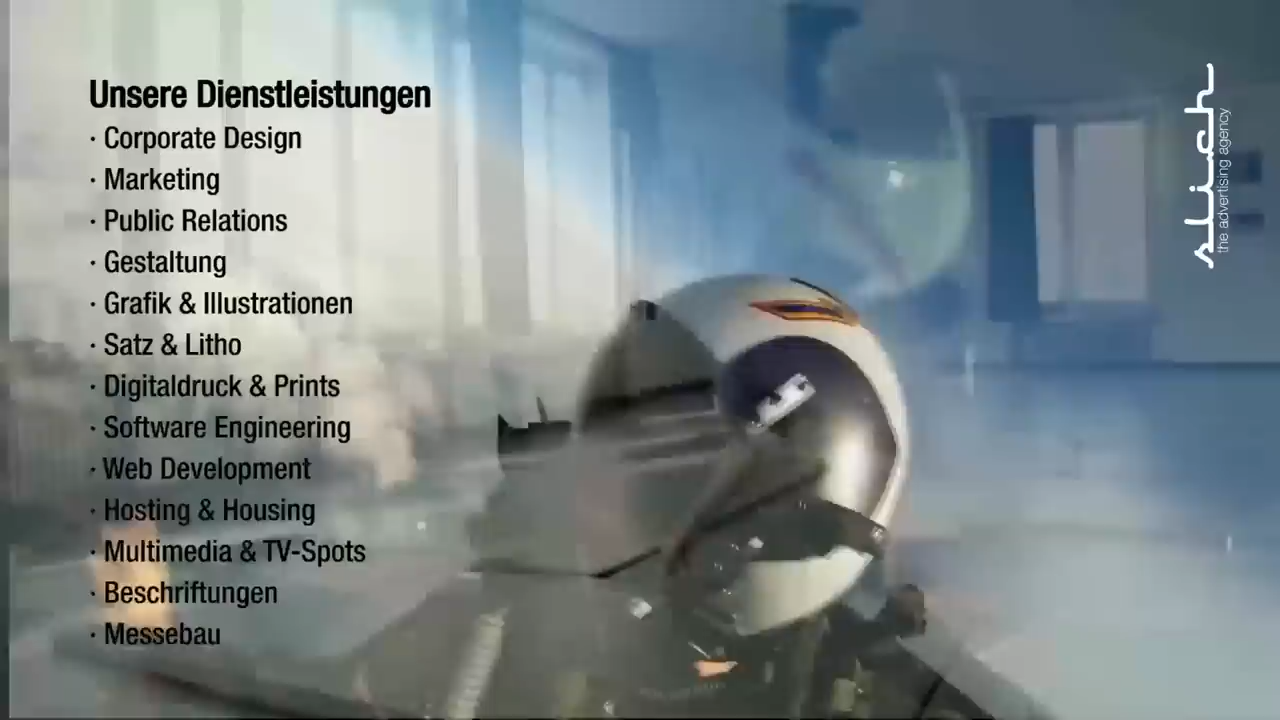 Unsere Dienstleistungen
· Corporate Design
· Marketing
· Public Relations
· Gestaltung
· Grafik & Illustrationen
· Satz & Litho
· Digitaldruck & Prints
· Software Engineering
· Web Development
· Hosting & Housing
· Multimedia & TV-Spots
· Beschriftungen
· Messebau
slich
the advertising agency